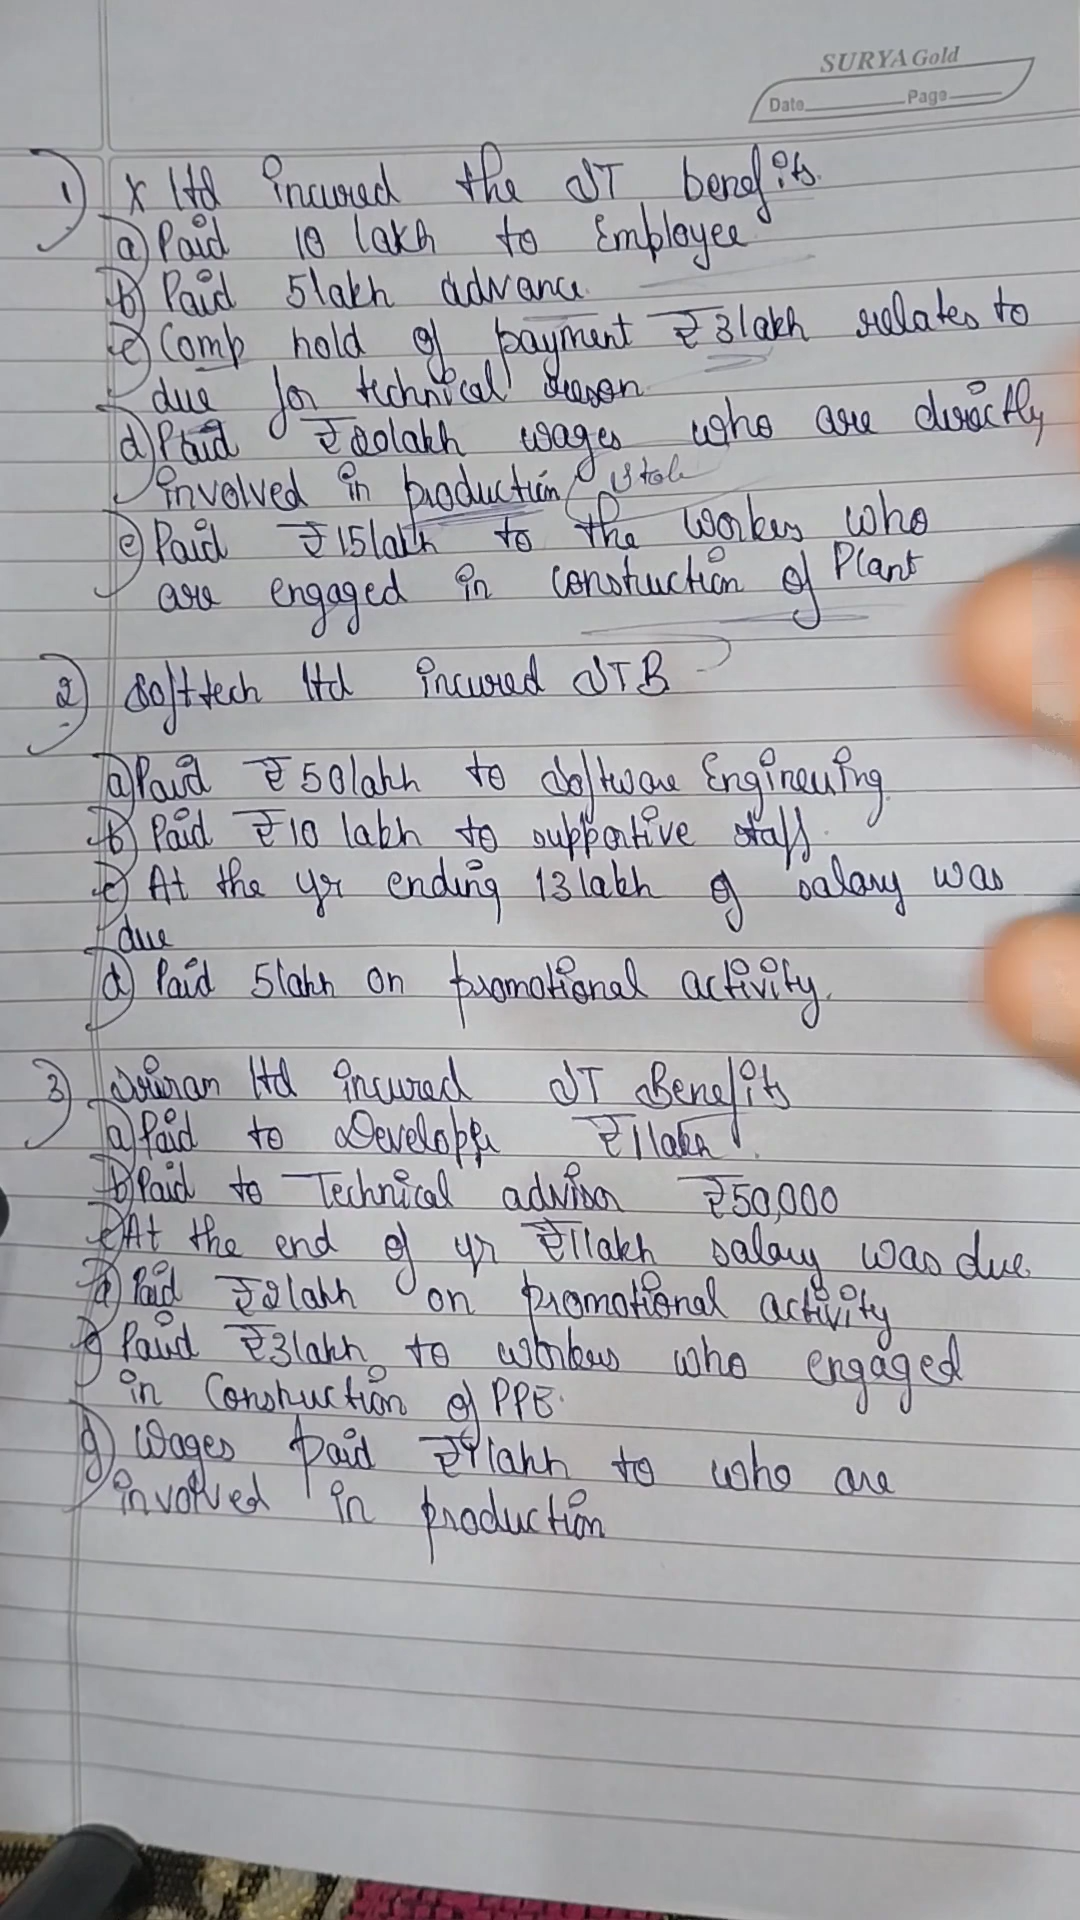 SURYA Gold
Date Page
1) X ltd incured the ST benefits.
a) Paid 10 lakh to Employee
b) Paid 5lakh advance.
c) Comp hold of payment ₹3lakh relates to
due for technical reason
d) Paid lakh wages who are directly
involved in production
e) Paid ₹15lakh to the workers who
are engaged in constuction of Plant
2) Softtech ltd incured STB
a) Paid ₹50lakh to Software Engineering
b) Paid ₹10 lakh to supportive staff.
c) At the yr ending 13lakh of salary was
due
d) Paid 5lakh on promotional activity.
3) ltd incured ST Benefits
a) Paid to Developer ₹11lakh.
b) Paid to Technical advisor ₹50,000
c) At the end of yr lakh salary was due.
Paid ₹2lakh on promotional activity
Paid ₹3lakh to workers who engaged
in Construction of PPE.
g) Wages paid ₹4lakh to who are
involved in production